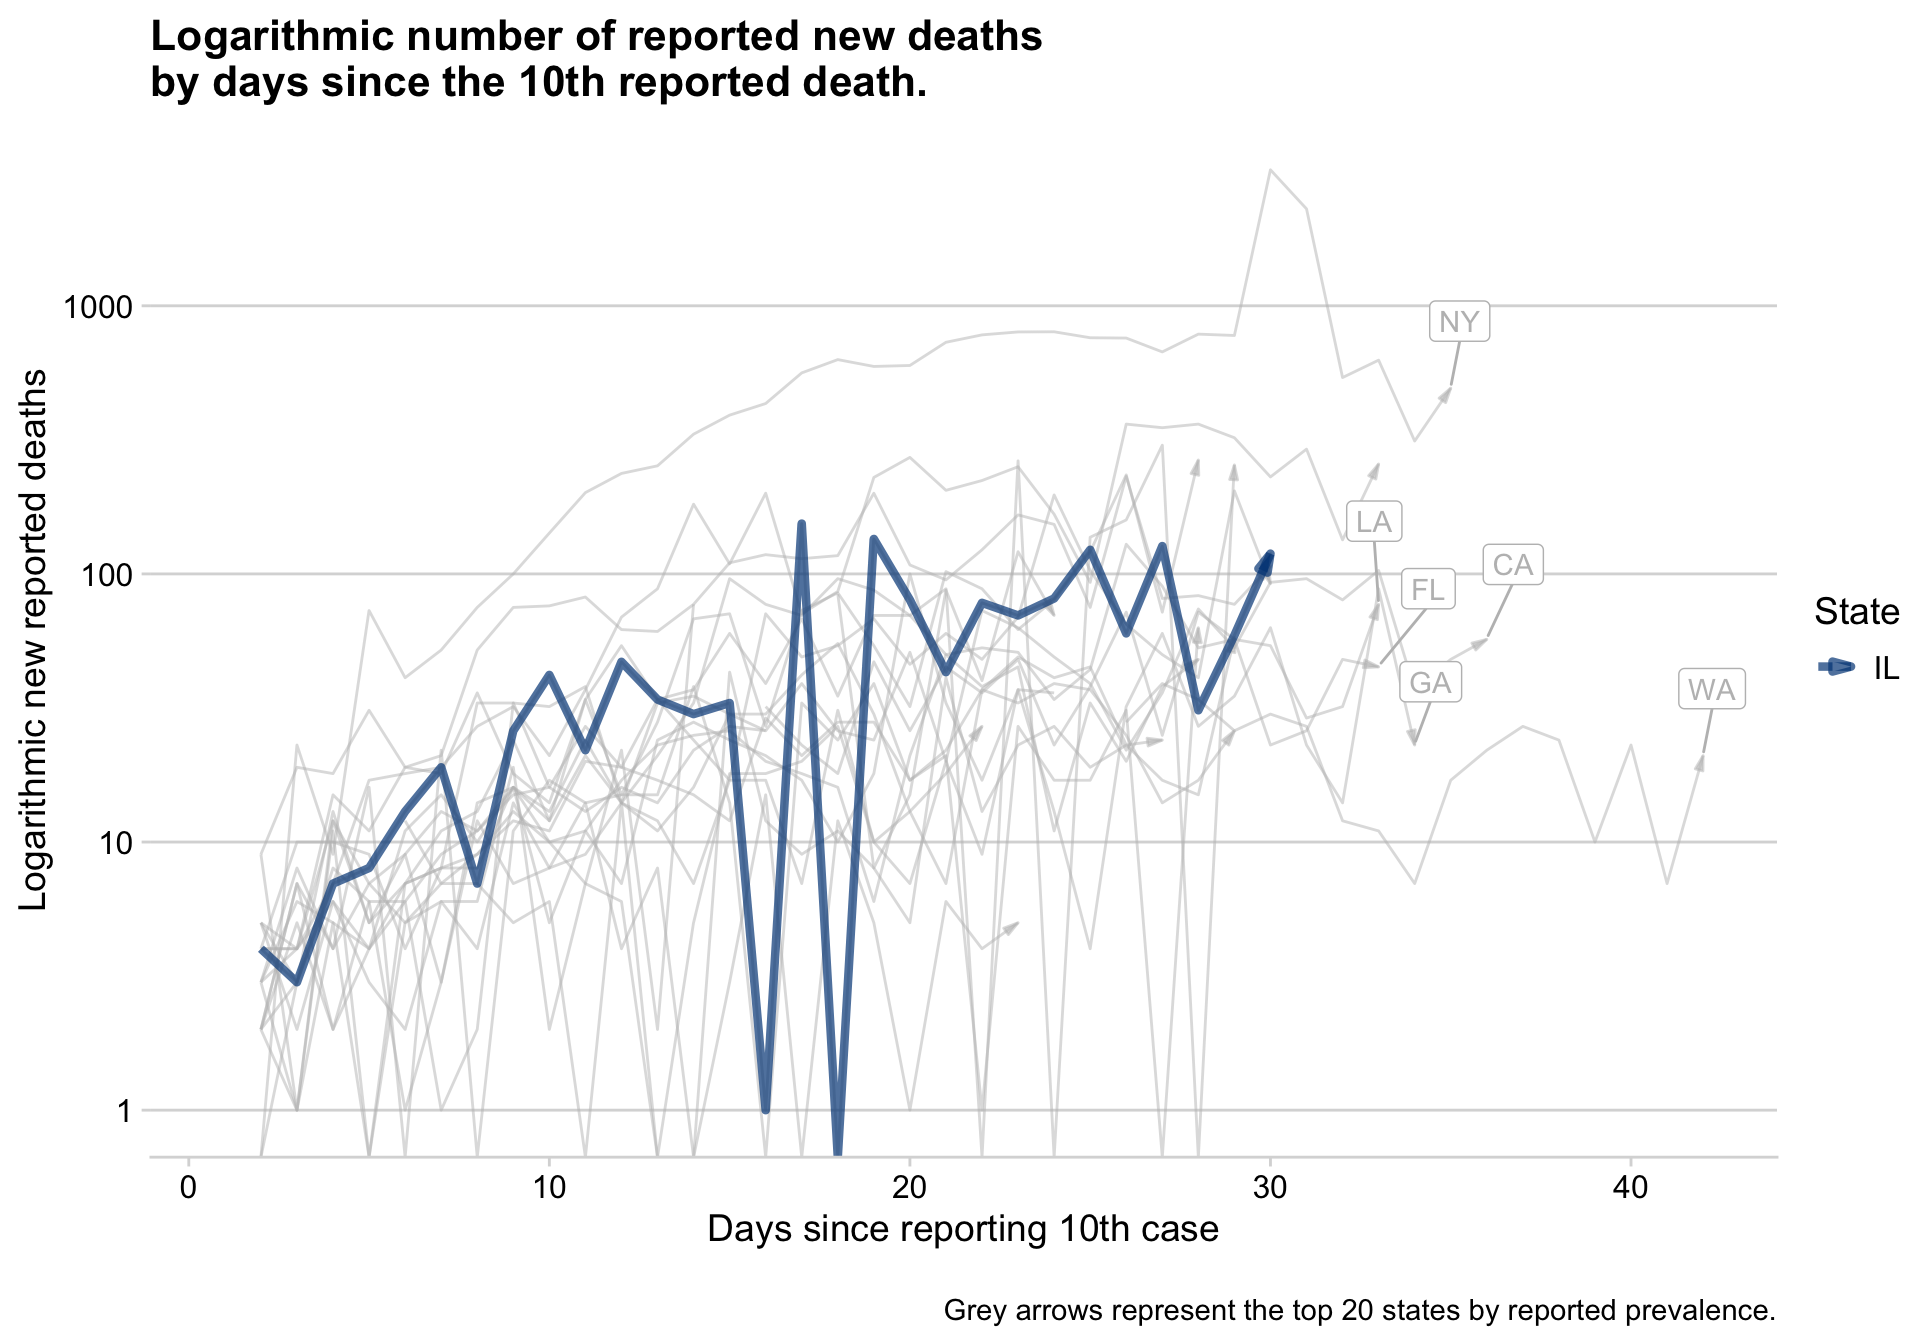 Logarithmic number of reported new deaths
by days since the 10th reported death.
Logarithmic new reported deaths
1000
100
10
1
NY
LA
CA
FL
GA
WA
State
IL
0 10 20 30 40
Days since reporting 10th case
Grey arrows represent the top 20 states by reported prevalence.